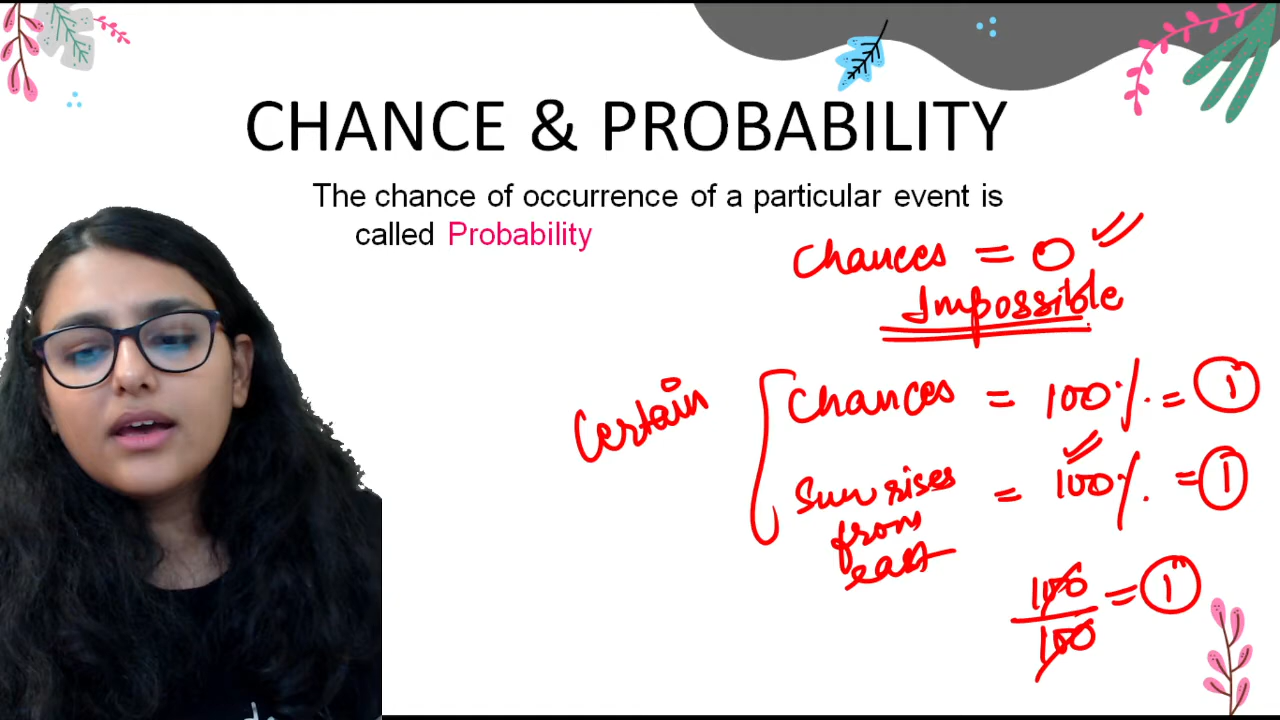 CHANCE & PROBABILITY
The chance of occurrence of a particular event is
called Probability
Chances = 0
Impossible
Certain
Chances = 100% = 1
Sun rises = 100% = 1
from
east
100/100 = 1